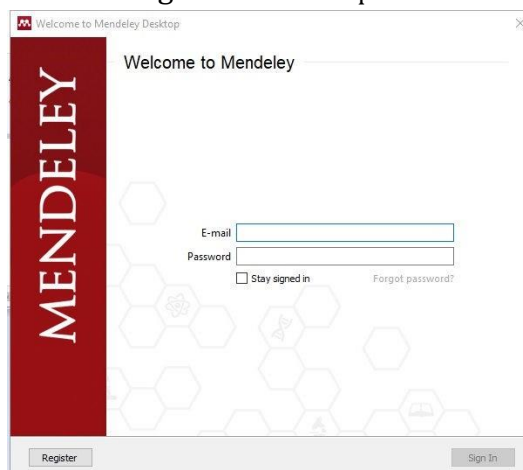 Welcome to Mendeley Desktop
Welcome to Mendeley
MENDELEY
E-mail
Password
Stay signed in Forgot password?
Register Sign In